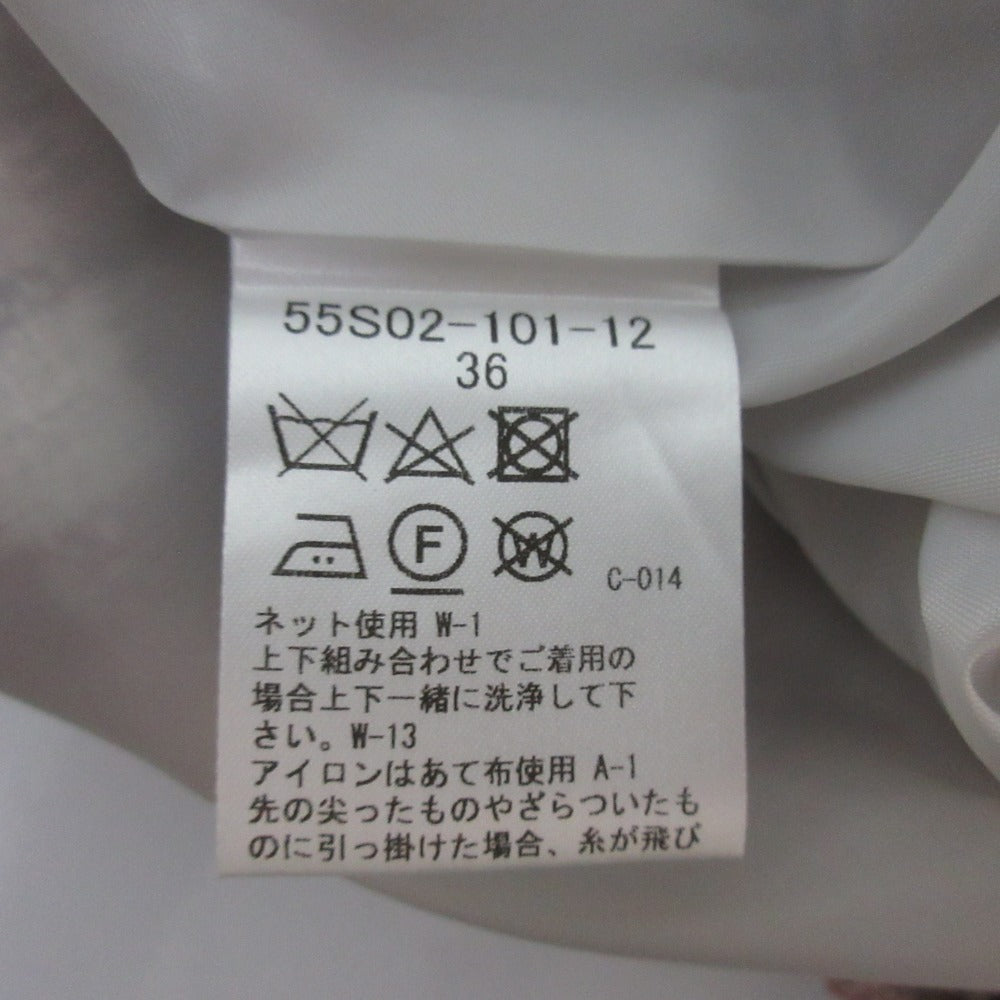 55S02-101-12
36
F
W
C-014
ネット使用 W-1
上下組み合わせでご着用の
場合上下一緒に洗浄して下
さい。W-13
アイロンはあて布使用 A-1
先の尖ったものやざらついたも
のに引っ掛けた場合、糸が飛び